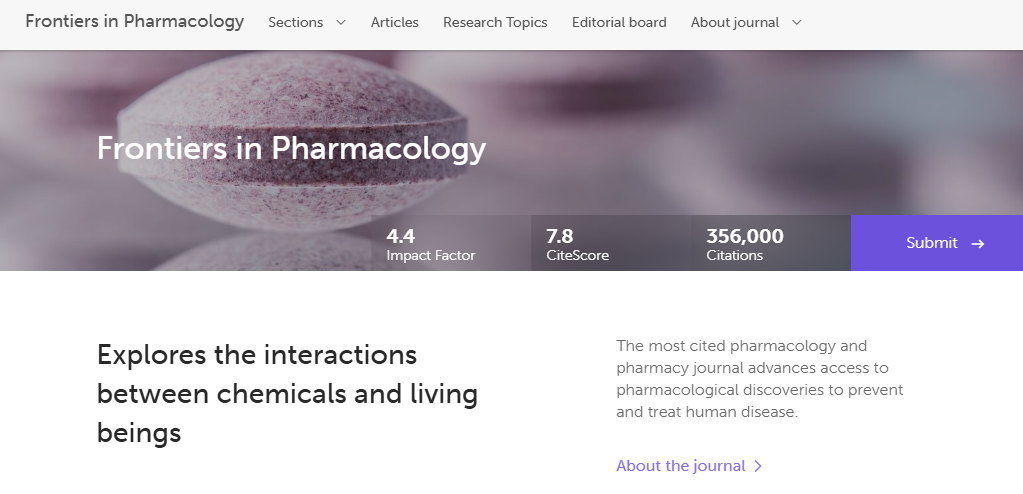 Frontiers in Pharmacology Sections Articles Research Topics Editorial board About journal
Frontiers in Pharmacology
4.4 7.8 356,000
Impact Factor CiteScore Citations
Submit →
Explores the interactions
between chemicals and living
beings
The most cited pharmacology and
pharmacy journal advances access to
pharmacological discoveries to prevent
and treat human disease.
About the journal